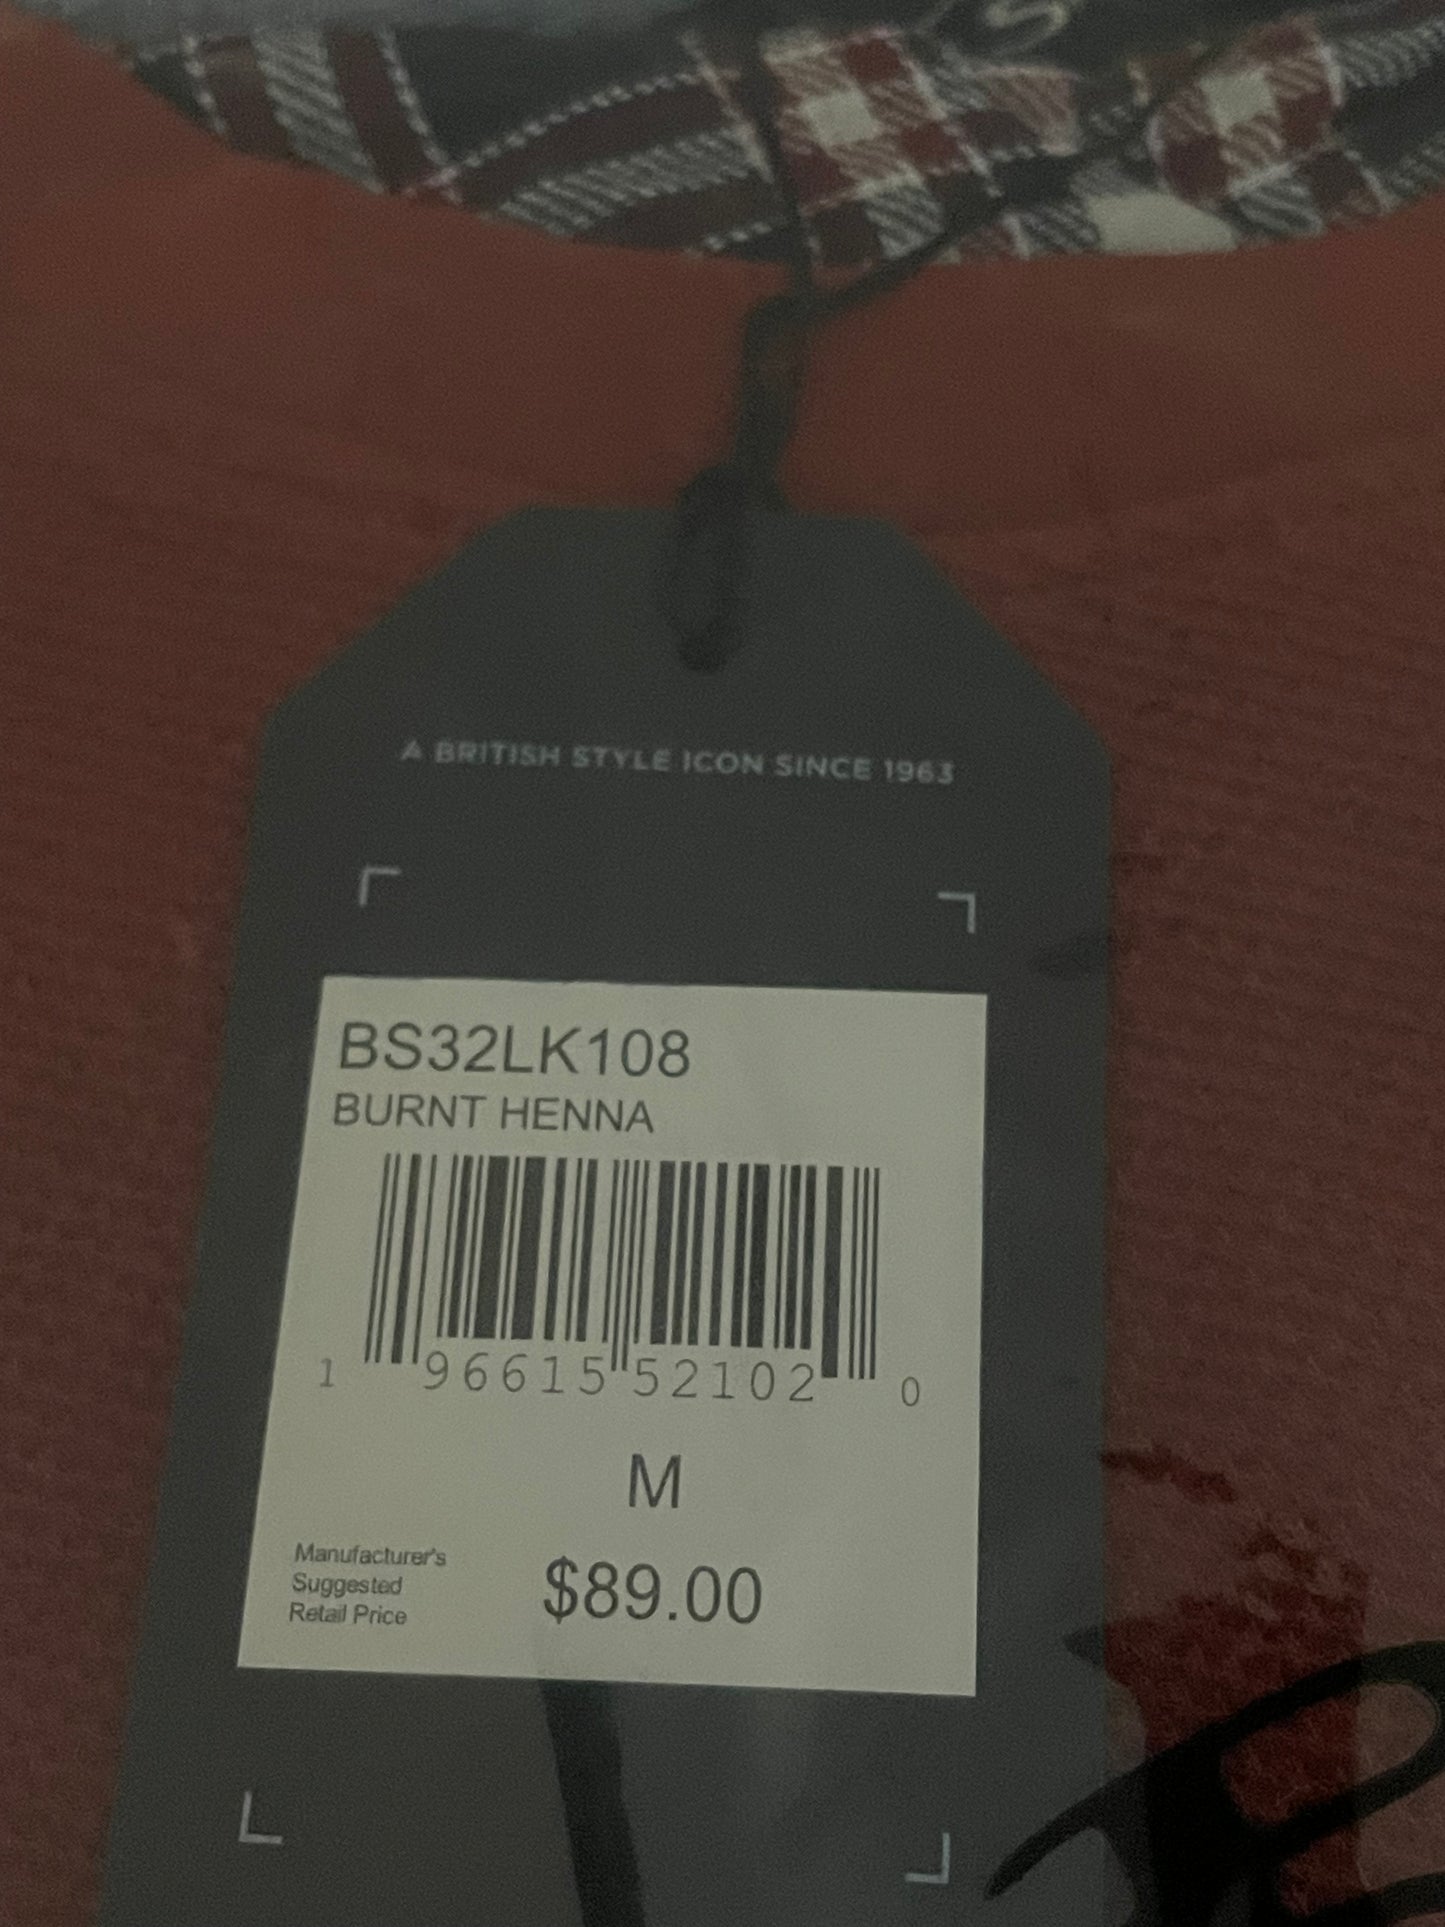 A BRITISH STYLE ICON SINCE 1963
BS32LK108
BURNT HENNA
1 96615 52102 0
M
Manufacturer's
Suggested
Retail Price
$89.00